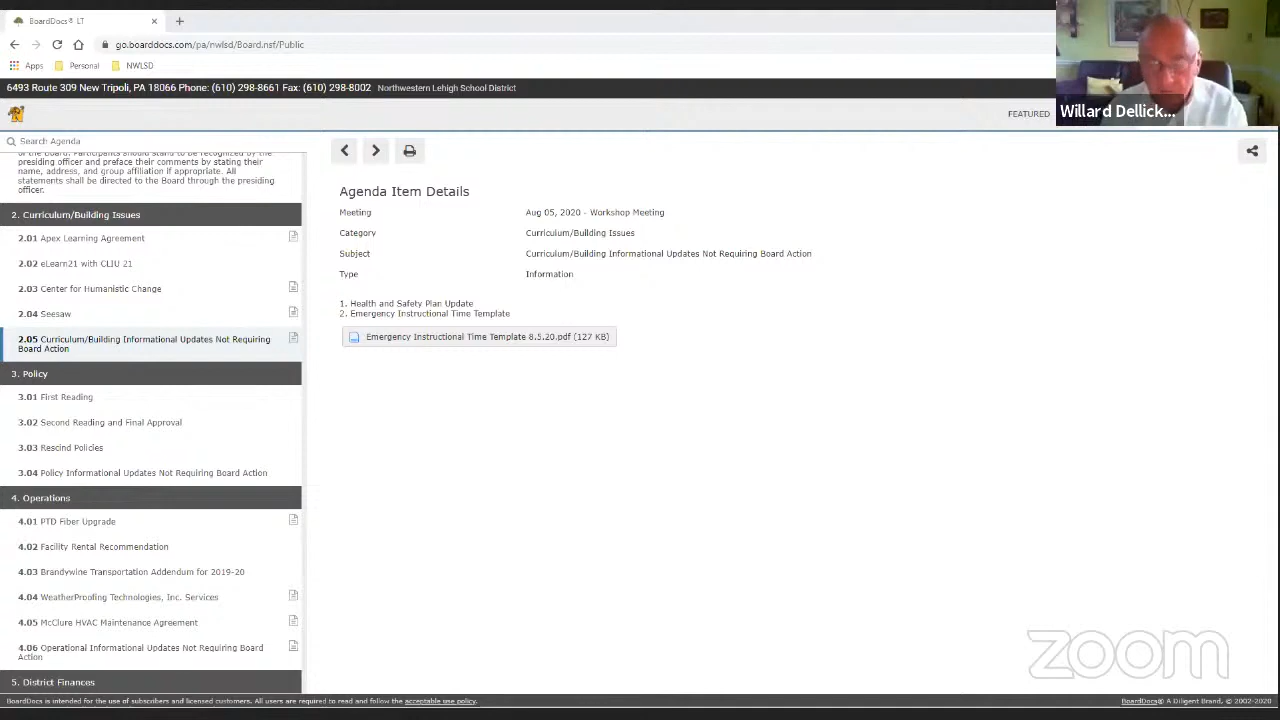 BoardDocs® LT
go.boarddocs.com/pa/nwlsd/Board.nsf/Public
Apps
Personal
NWLSD
6493 Route 309 New Tripoli, PA 18066 Phone: (610) 298-8661 Fax: (610) 298-8002 Northwestern Lehigh School District
FEATURED
Willard Dellick...
Search Agenda
of the Board. Participants should stand to be recognized by the
presiding officer and preface their comments by stating their
name, address, and group affiliation if appropriate. All
statements shall be directed to the Board through the presiding
officer.
2. Curriculum/Building Issues
2.01 Apex Learning Agreement
2.02 eLearn21 with CLIU 21
2.03 Center for Humanistic Change
2.04 Seesaw
2.05 Curriculum/Building Informational Updates Not Requiring
Board Action
3. Policy
3.01 First Reading
3.02 Second Reading and Final Approval
3.03 Rescind Policies
3.04 Policy Informational Updates Not Requiring Board Action
4. Operations
4.01 PTD Fiber Upgrade
4.02 Facility Rental Recommendation
4.03 Brandywine Transportation Addendum for 2019-20
4.04 WeatherProofing Technologies, Inc. Services
4.05 McClure HVAC Maintenance Agreement
4.06 Operational Informational Updates Not Requiring Board
Action
5. District Finances
Agenda Item Details
Meeting Aug 05, 2020 - Workshop Meeting
Category Curriculum/Building Issues
Subject Curriculum/Building Informational Updates Not Requiring Board Action
Type Information
1. Health and Safety Plan Update
2. Emergency Instructional Time Template
Emergency Instructional Time Template 8.5.20.pdf (127 KB)
zoom
BoardDocs is intended for the use of subscribers and licensed customers. All users are required to read and follow the acceptable use policy.
BoardDocs® A Diligent Brand, © 2002-2020